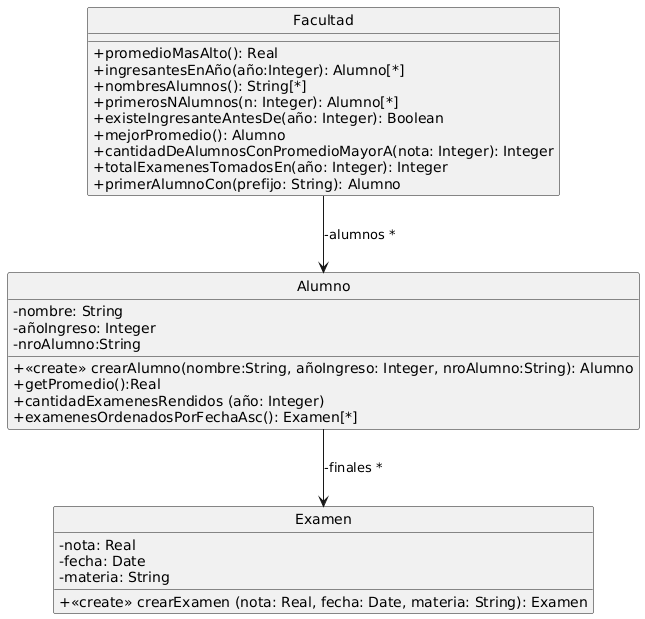 Facultad
+promedioMasAlto(): Real
+ingresantesEnAño(año:Integer): Alumno[*]
+nombresAlumnos(): String[*]
+primerosNAlumnos(n: Integer): Alumno[*]
+existeIngresanteAntesDe(año: Integer): Boolean
+mejorPromedio(): Alumno
+cantidadDeAlumnosConPromedioMayorA(nota: Integer): Integer
+totalExamenesTomadosEn(año: Integer): Integer
+primerAlumnoCon(prefijo: String): Alumno
-alumnos *
Alumno
-nombre: String
-añoIngreso: Integer
-nroAlumno:String
+«create» crearAlumno(nombre:String, añoIngreso: Integer, nroAlumno:String): Alumno
+getPromedio():Real
+cantidadExamenesRendidos (año: Integer)
+examenesOrdenadosPorFechaAsc(): Examen[*]
-finales *
Examen
-nota: Real
-fecha: Date
-materia: String
+«create» crearExamen (nota: Real, fecha: Date, materia: String): Examen